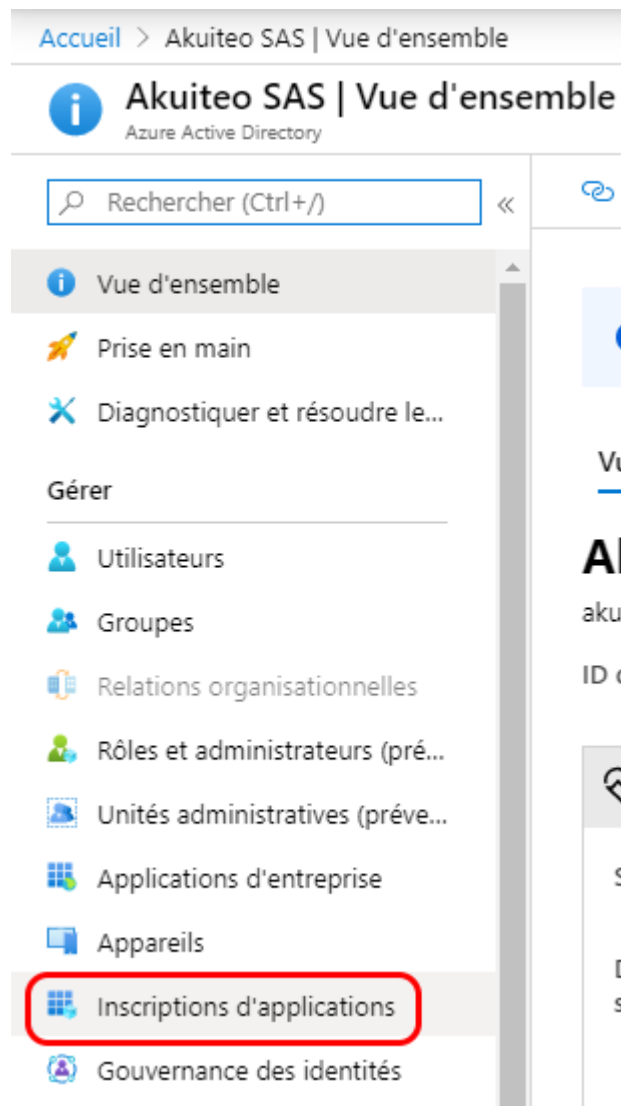 Accueil > Akuiteo SAS | Vue d'ensemble
Akuiteo SAS | Vue d'ensemble
Azure Active Directory
Rechercher (Ctrl+/)
«
Vue d'ensemble
Prise en main
Diagnostiquer et résoudre le...
Gérer
Utilisateurs
Groupes
Relations organisationnelles
Rôles et administrateurs (pré...
Unités administratives (préve...
Applications d'entreprise
Appareils
Inscriptions d'applications
Gouvernance des identités
aku
ID